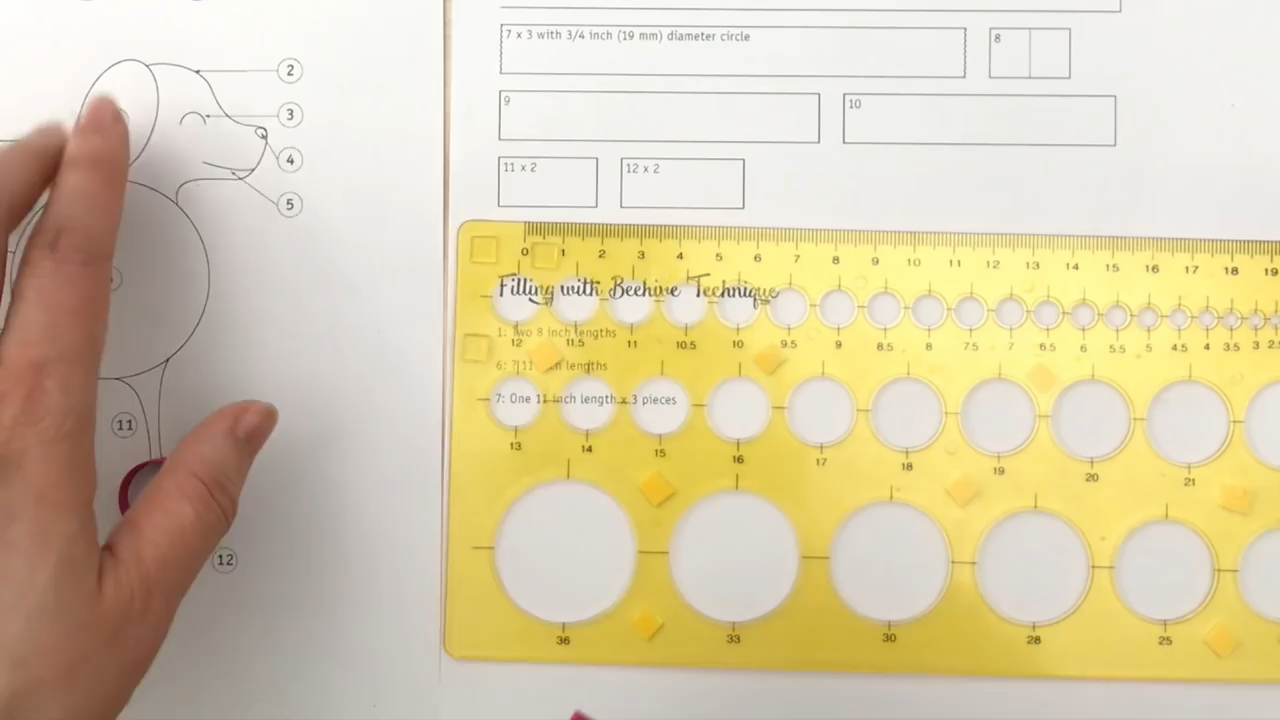 2
3
4
5
11
12
7 x 3 with 3/4 inch (19 mm) diameter circle
8
9
10
11 x 2
12 x 2
0 1 2 3 4 5 6 7 8 9 10 11 12 13 14 15 16 17 18 19
Filling with Beehive Technique
1: Two 8 inch lengths
12 11.5 11 10.5 10 9.5 9 8.5 8 7.5 7 6.5 6 5.5 5 4.5 4 3.5 3
6: 11 lengths
7: One 11 inch length x 3 pieces
13 14 15 16 17 18 19 20 21
36 33 30 28 25